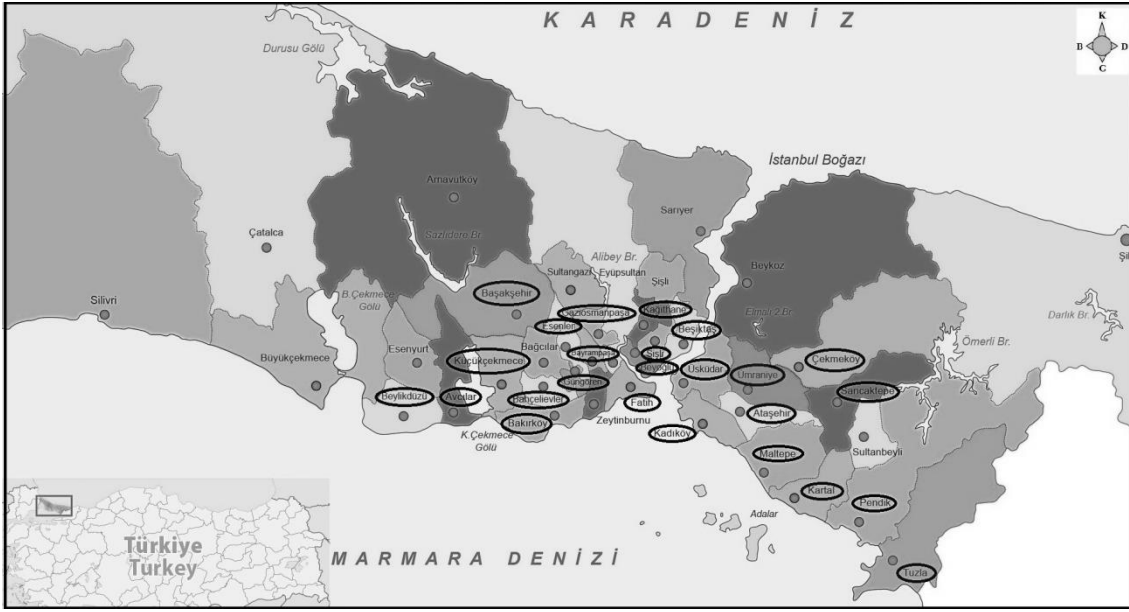 KARADENİZ
K
B
D
C
Durusu Gölü
İstanbul Boğazı
Arnavutköy
Sazlıdere Br.
Sarıyer
Çatalca
Alibey Br.
Şile
Sultangazi
Eyüpsultan
Şişli
Beykoz
Başakşehir
B.Çekmece
Gölü
Silivri
Elmalı 2 Br.
Darlık Br.
Gaziosmanpaşa
Kağıthane
Esenler
Beşiktaş
Ömerli Br.
Büyükçekmece
Esenyurt
Bağcılar
Küçükçekmece
Bayrampaşa
Şişli
Beyoğlu
Üsküdar
Ümraniye
Çekmeköy
Güngören
Sancaktepe
Beylikdüzü
Avcılar
Bahçelievler
Fatih
Ataşehir
Bakırköy
Zeytinburnu
Kadıköy
K.Çekmece
Gölü
Sultanbeyli
Maltepe
Kartal
Pendik
Adalar
Türkiye
Turkey
MARMARA DENİZİ
Tuzla